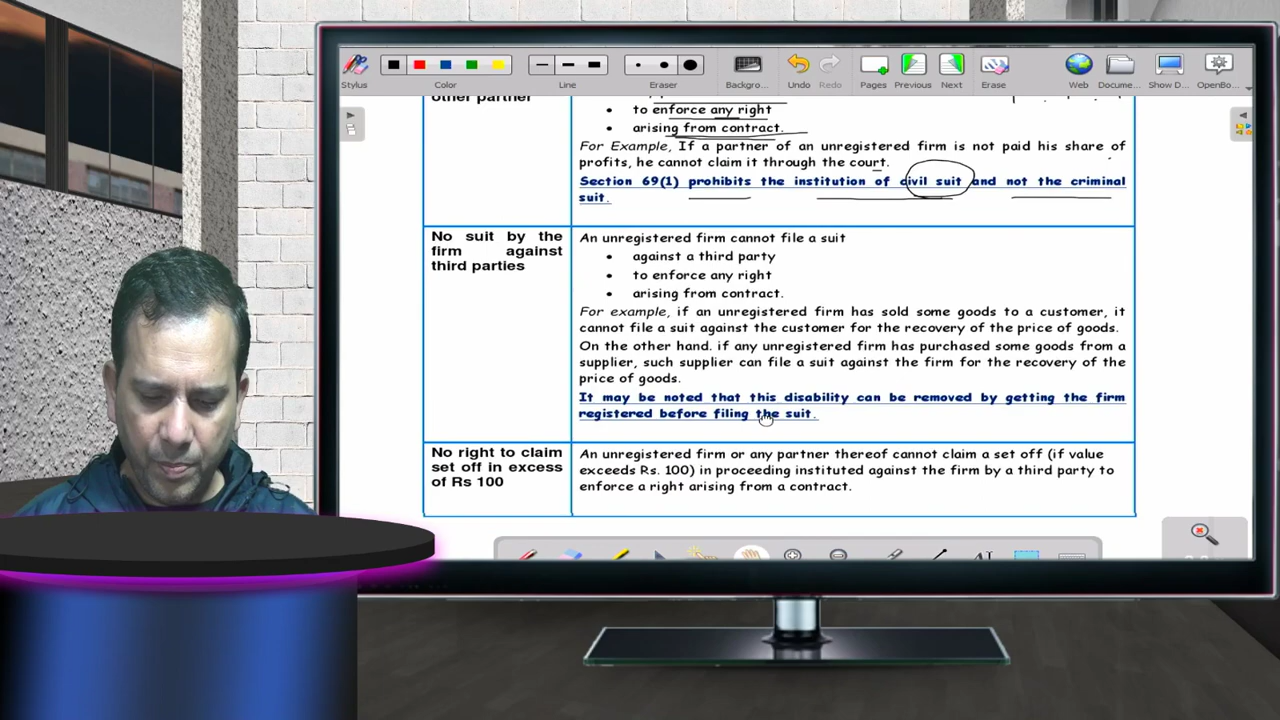 Stylus
Color
Line
Eraser
Backgro...
Undo
Redo
Pages
Previous
Next
Erase
Web
Docume...
Show D...
OpenBo...
other partner
• to enforce any right
• arising from contract.
For Example, If a partner of an unregistered firm is not paid his share of
profits, he cannot claim it through the court.
Section 69(1) prohibits the institution of civil suit and not the criminal
suit.
No suit by the
firm against
third parties
An unregistered firm cannot file a suit
• against a third party
• to enforce any right
• arising from contract.
For example, if an unregistered firm has sold some goods to a customer, it
cannot file a suit against the customer for the recovery of the price of goods.
On the other hand. if any unregistered firm has purchased some goods from a
supplier, such supplier can file a suit against the firm for the recovery of the
price of goods.
It may be noted that this disability can be removed by getting the firm
registered before filing the suit.
No right to claim
set off in excess
of Rs 100
An unregistered firm or any partner thereof cannot claim a set off (if value
exceeds Rs. 100) in proceeding instituted against the firm by a third party to
enforce a right arising from a contract.